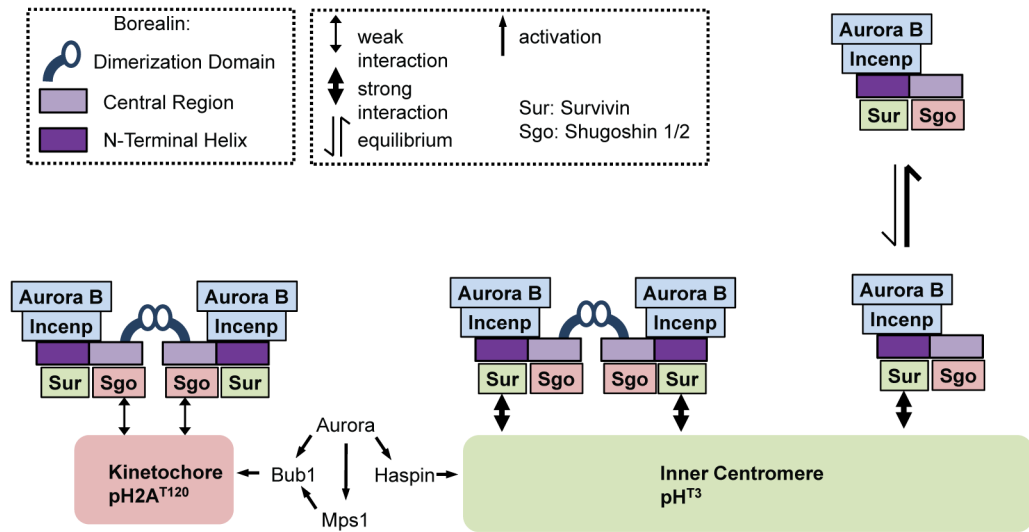 Borealin:
Dimerization Domain
Central Region
N-Terminal Helix
weak
interaction
strong
interaction
equilibrium
activation
Sur: Survivin
Sgo: Shugoshin 1/2
Aurora B
Incenp
Sur Sgo
Aurora B Aurora B
Incenp Incenp
Sur Sgo Sgo Sur
Aurora B Aurora B
Incenp Incenp
Sur Sgo Sgo Sur
Aurora B
Incenp
Sur Sgo
Kinetochore
pH2A^T120
Aurora
Bub1 Haspin
Mps1
Inner Centromere
pH^T3